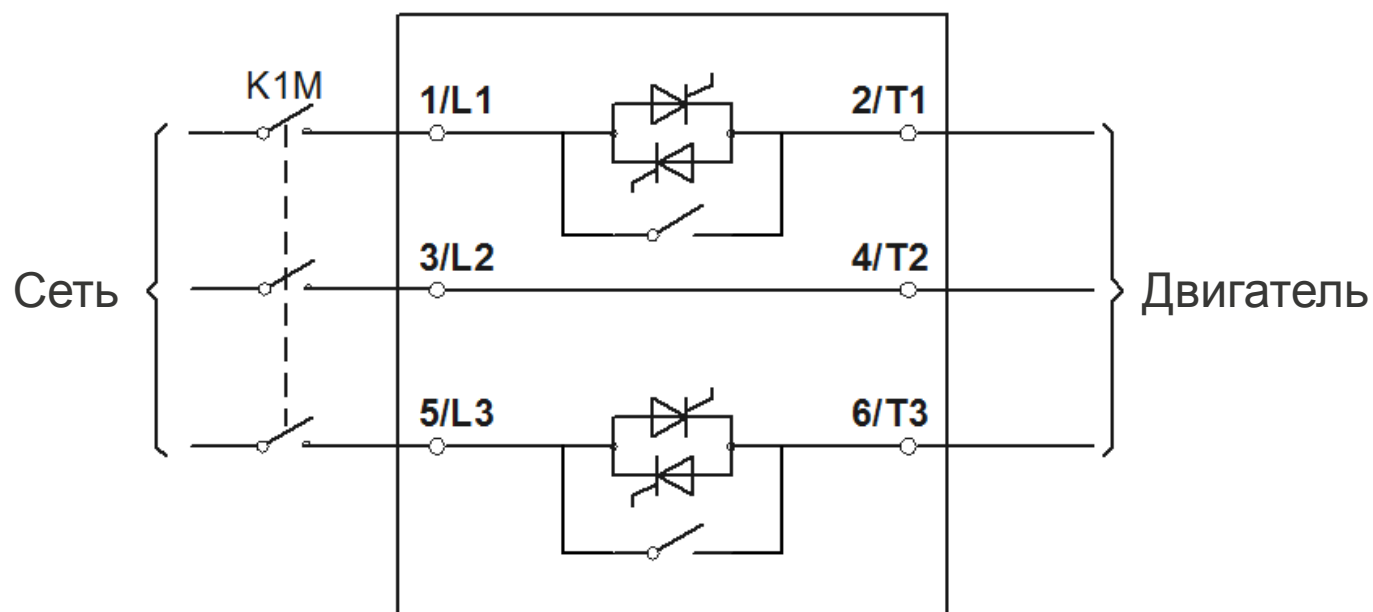 K1M
1/L1
2/T1
3/L2
4/T2
Сеть
Двигатель
5/L3
6/T3